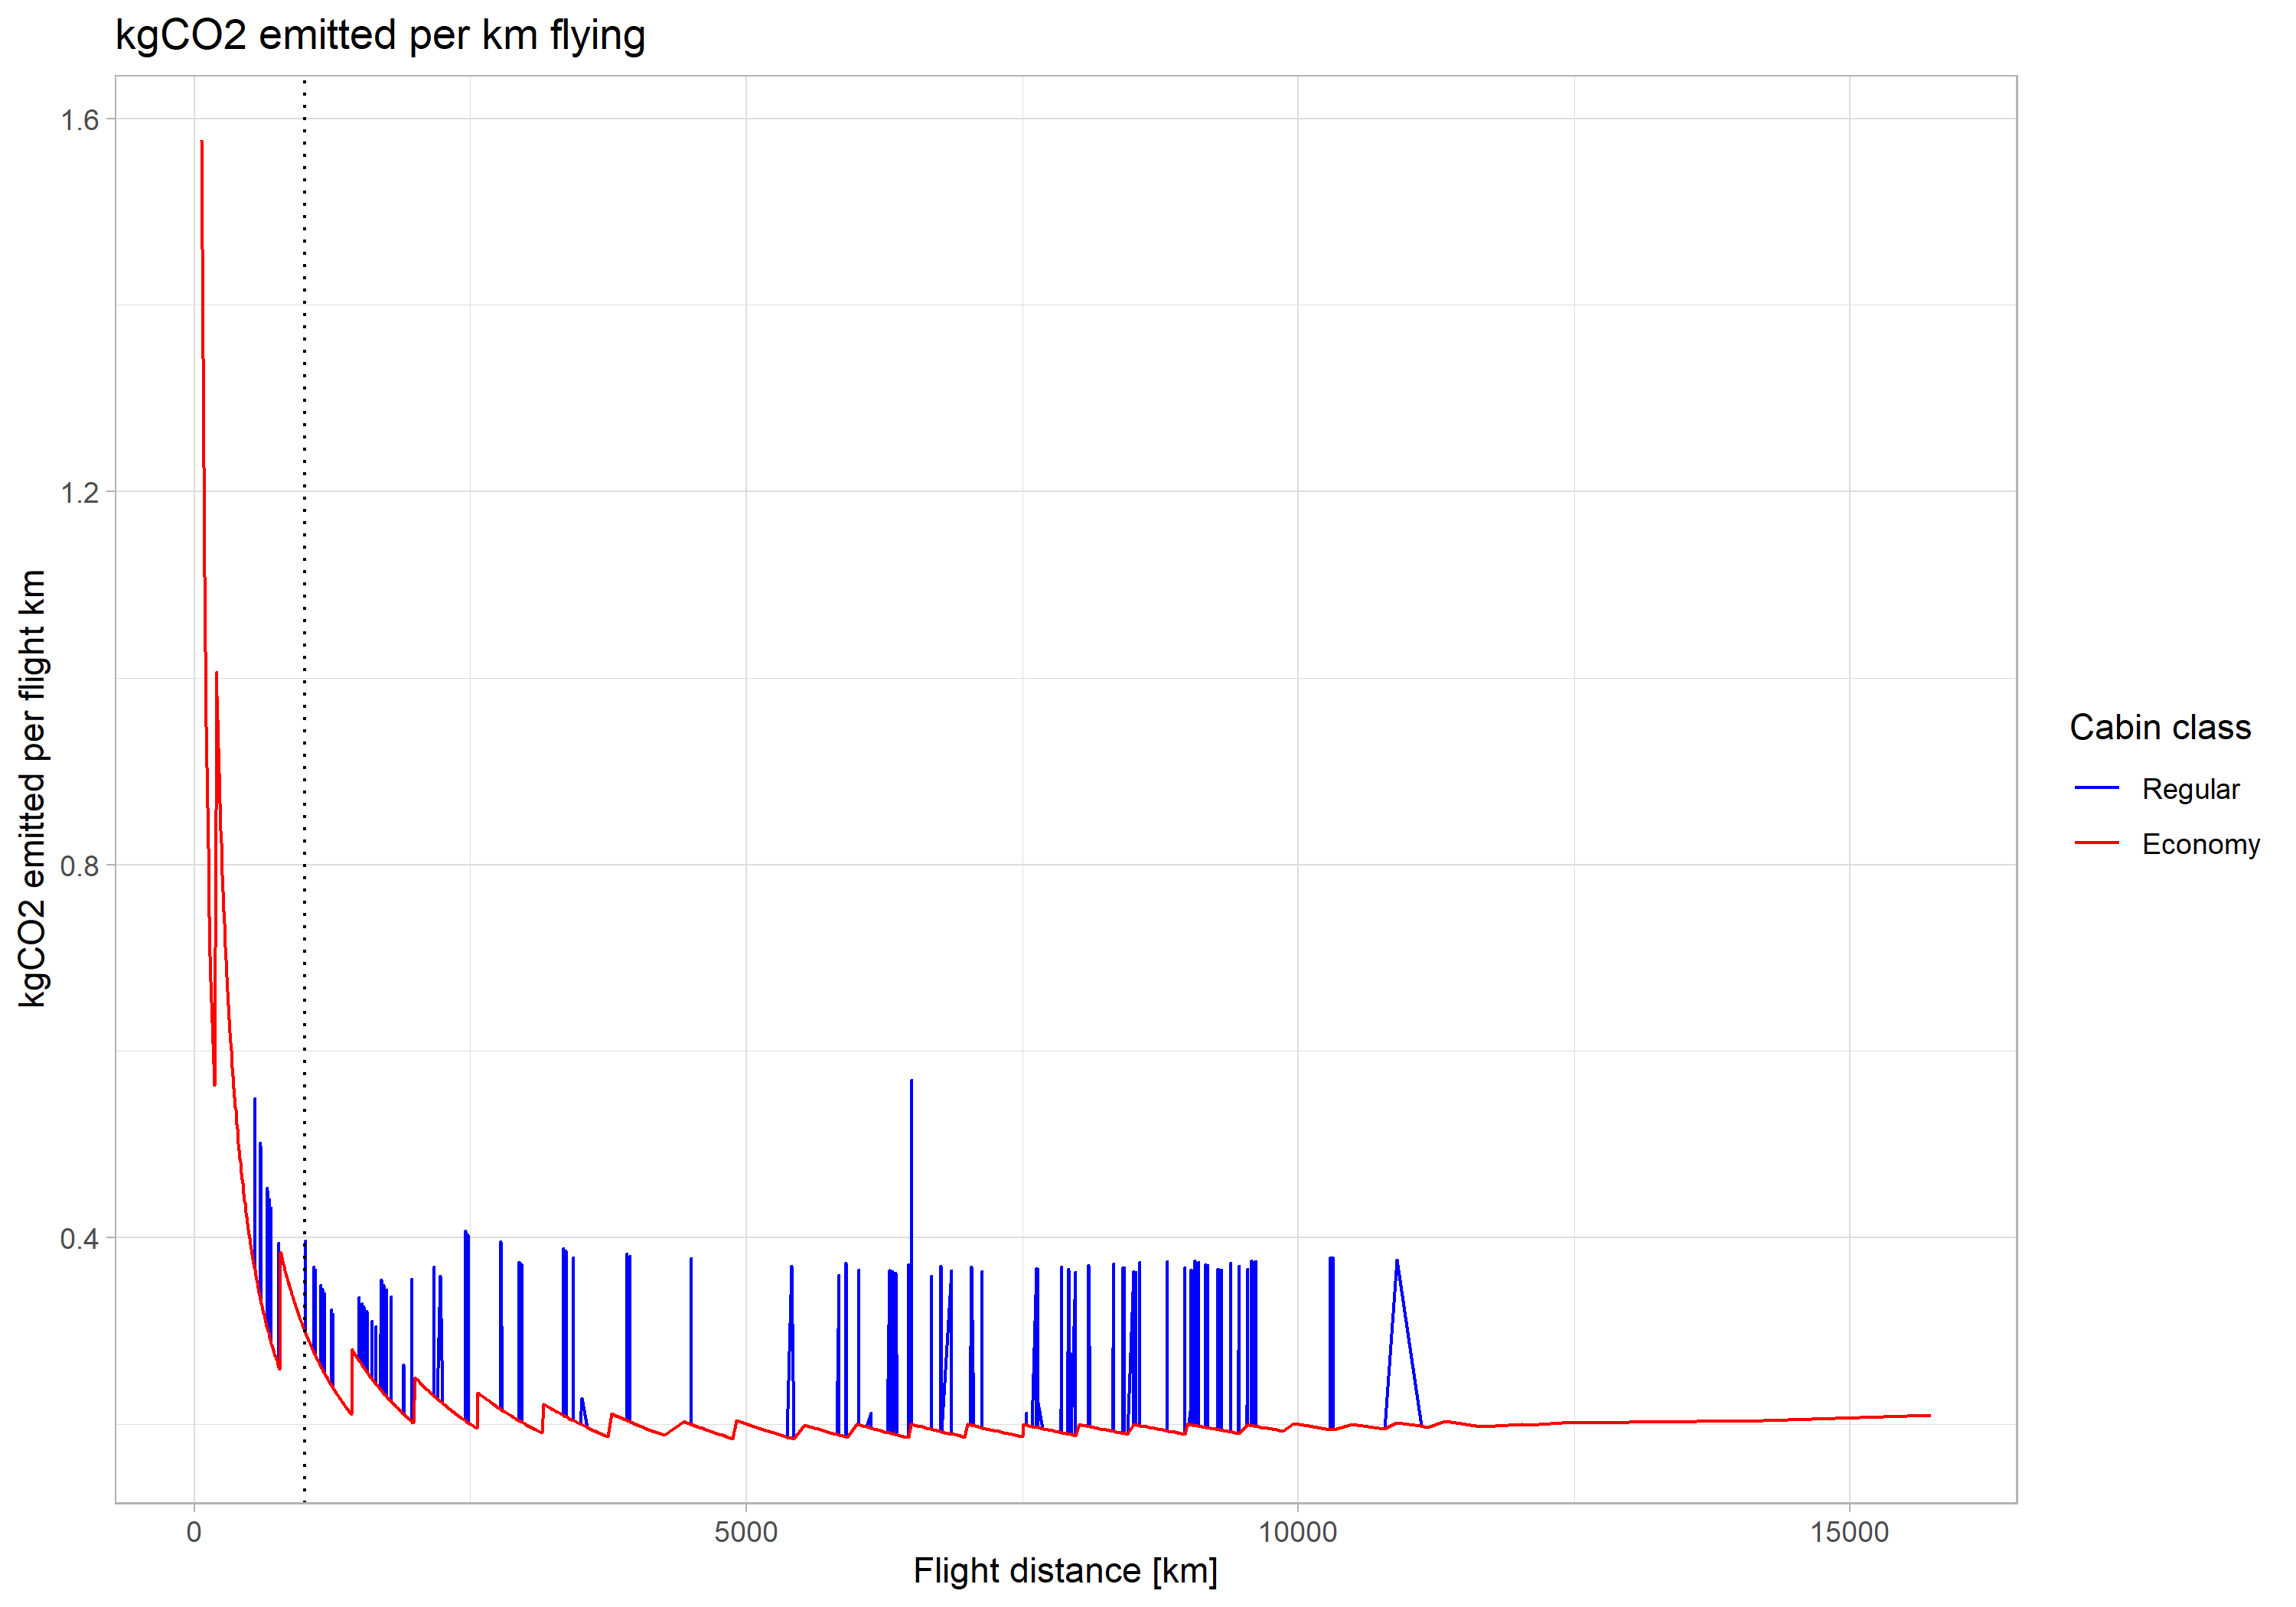 kgCO2 emitted per km flying
kgCO2 emitted per flight km
1.6
1.2
0.8
0.4
0
5000
10000
15000
Flight distance [km]
Cabin class
Regular
Economy